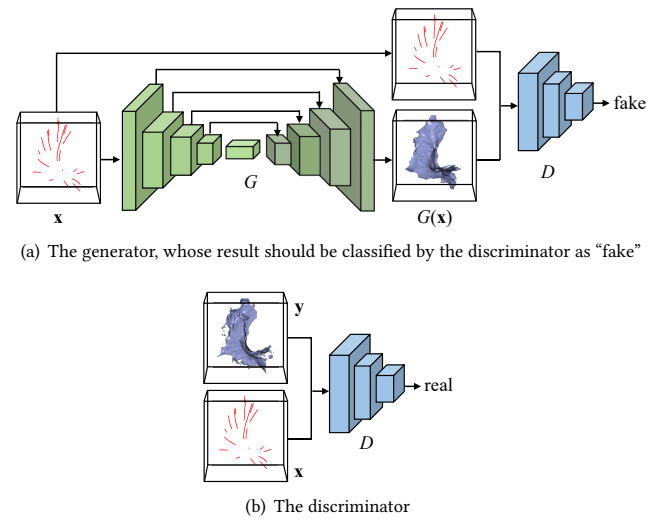 fake
x
G
G(x)
D
(a) The generator, whose result should be classified by the discriminator as “fake”
y
real
D
x
(b) The discriminator